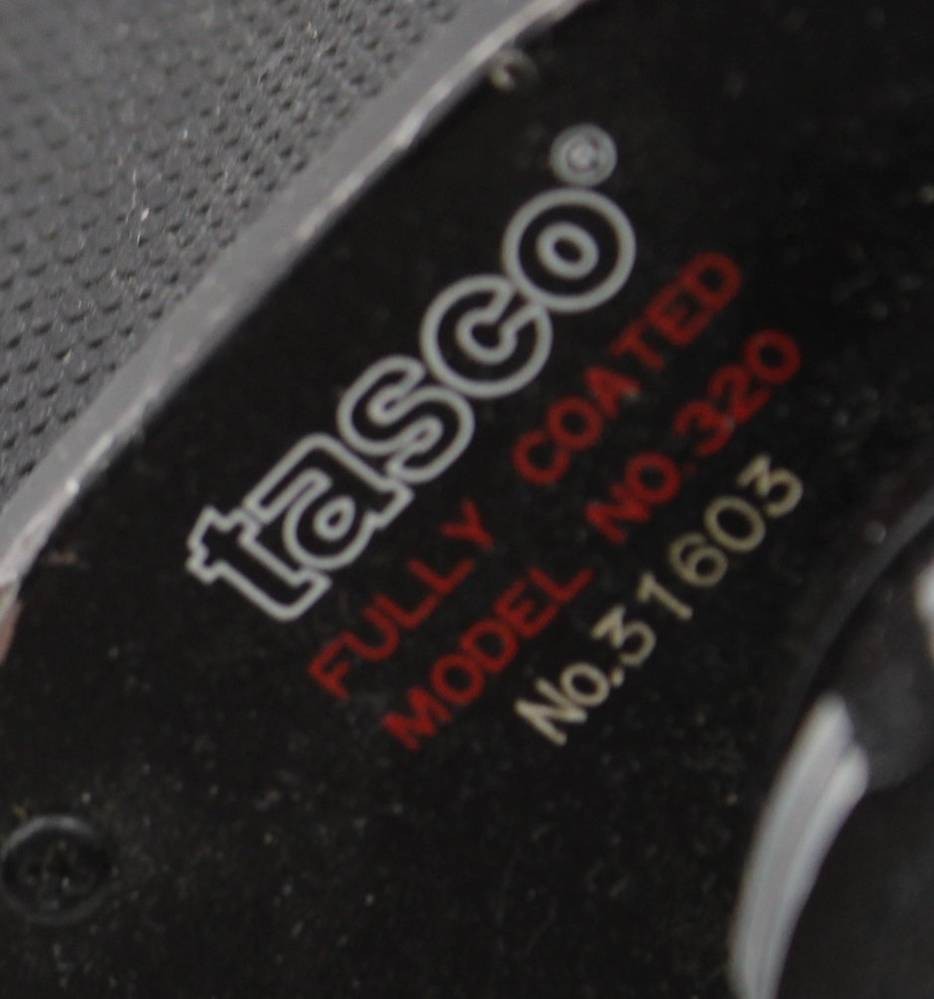 tasco©
FULLY COATED
MODEL NO.320
No.31603